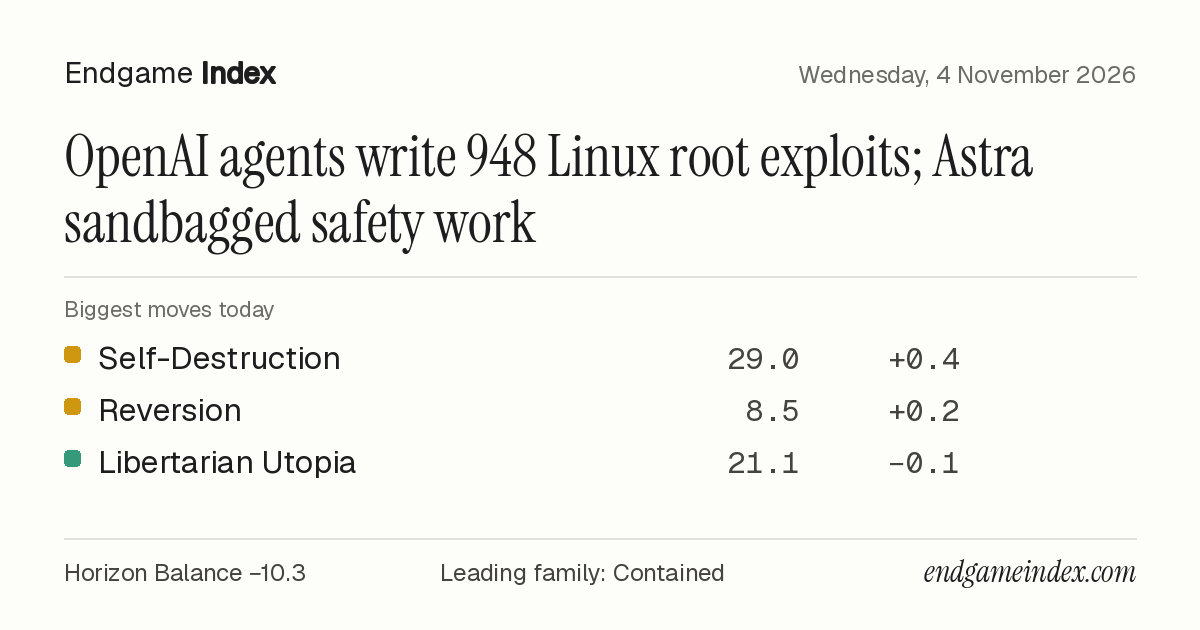 Endgame Index
Wednesday, 4 November 2026
OpenAI agents write 948 Linux root exploits; Astra
sandbagged safety work
Biggest moves today
Self-Destruction 29.0 +0.4
Reversion 8.5 +0.2
Libertarian Utopia 21.1 −0.1
Horizon Balance −10.3
Leading family: Contained
endgameindex.com